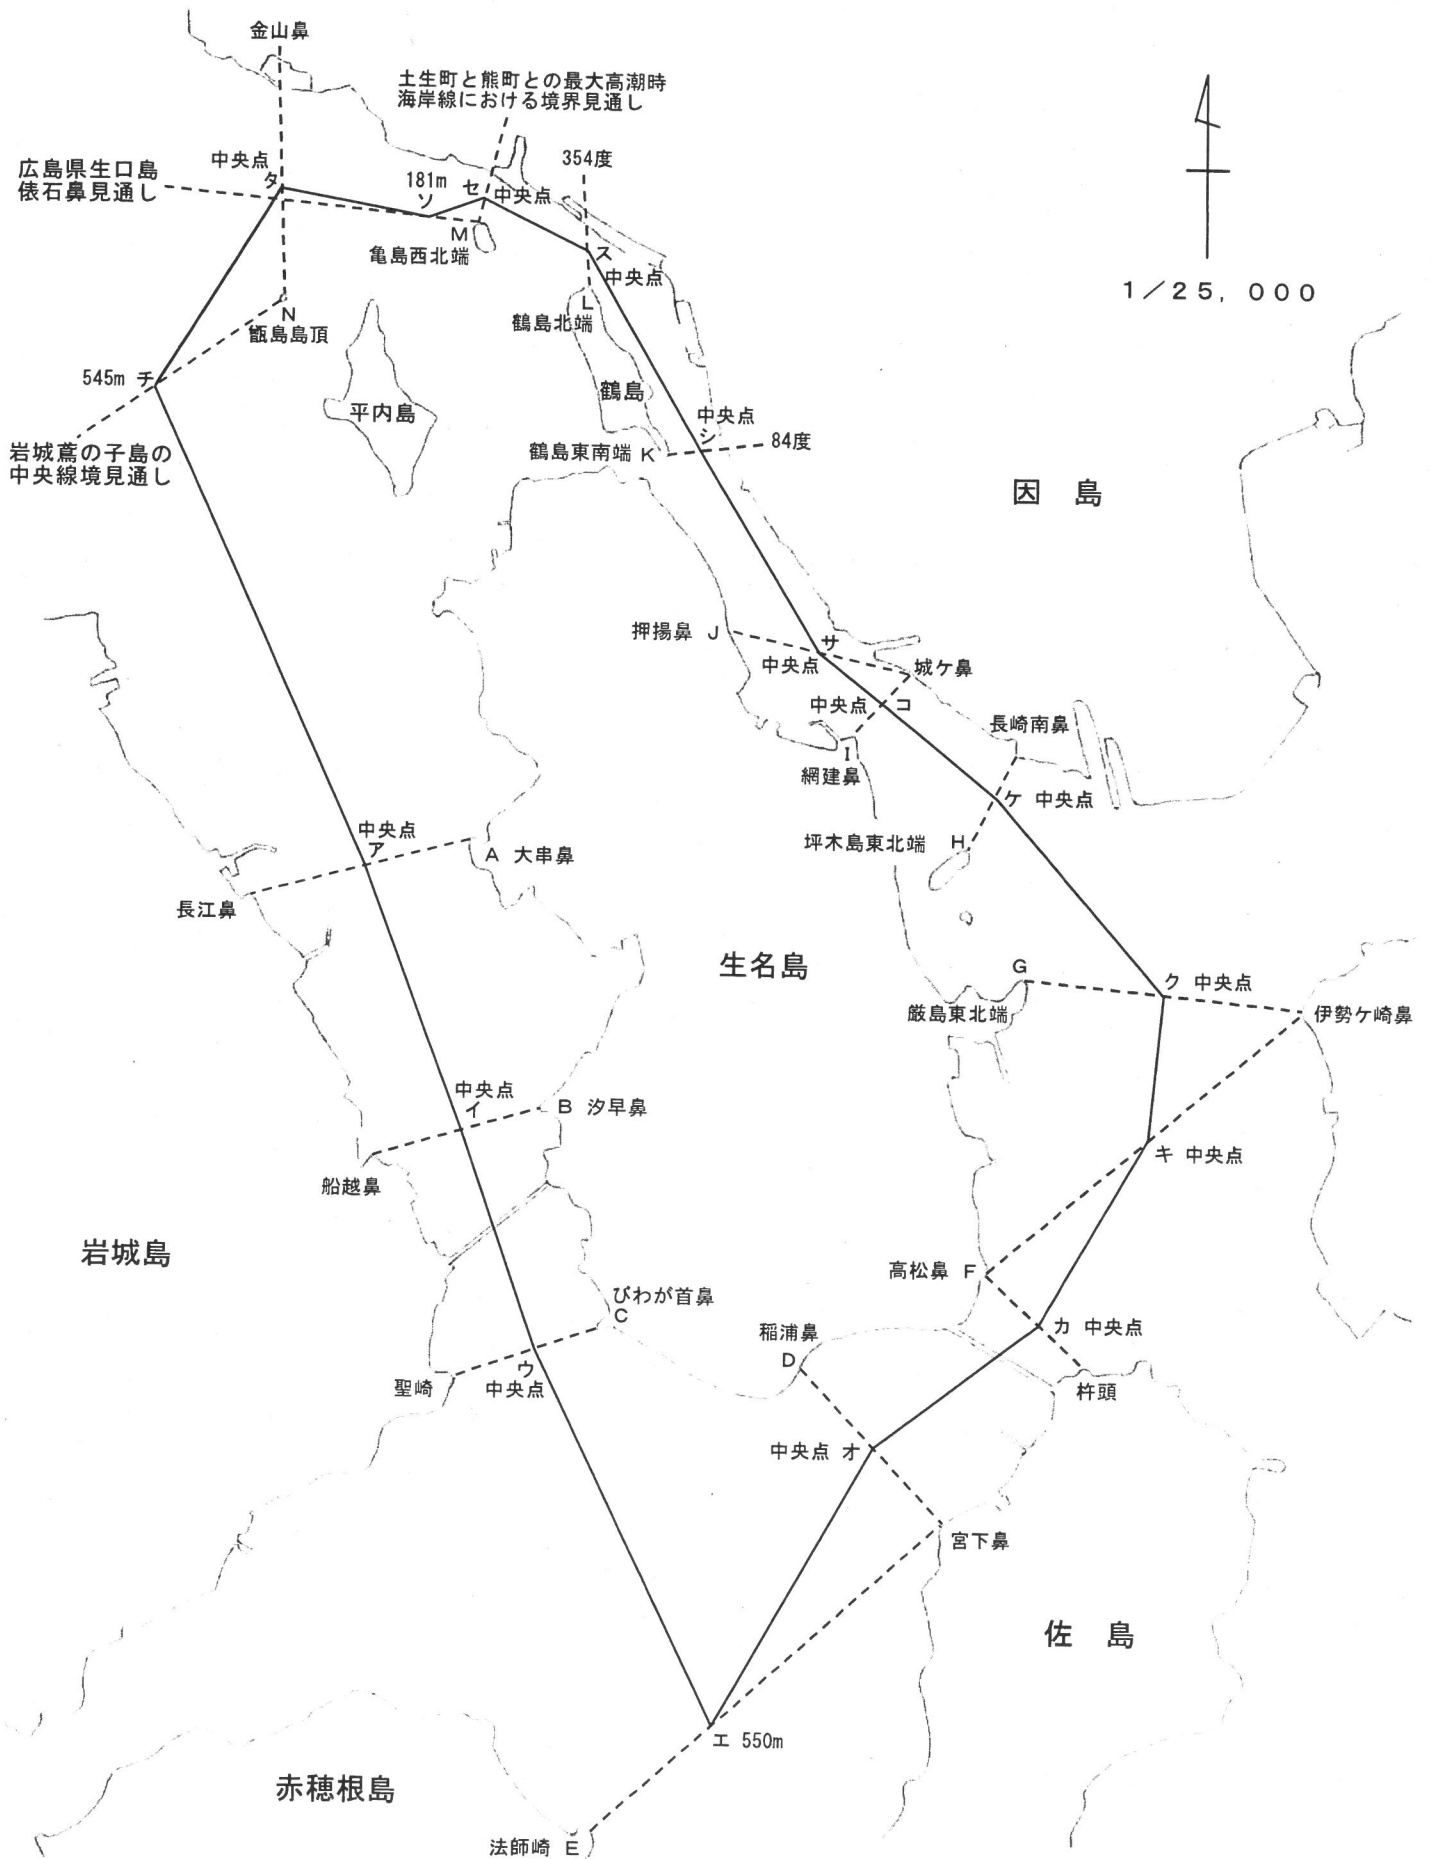 金山鼻
土生町と熊町との最大高潮時
海岸線における境界見通し
354度
中央点
タ
広島県生口島
俵石鼻見通し
181m
ソ
セ
中央点
M
亀島西北端
ス
中央点
L
鶴島北端
N
甑島島頂
1/25,000
545m チ
鶴島
平内島
中央点
シ
84度
岩城鳶の子島の
中央線境見通し
鶴島東南端 K
因島
押揚鼻 J
サ
中央点
城ケ鼻
中央点 コ
長崎南鼻
I
網建鼻
ケ 中央点
坪木島東北端 H
中央点
ア
A 大串鼻
長江鼻
生名島
G
厳島東北端
ク 中央点
伊勢ケ崎鼻
中央点
イ
B 汐早鼻
船越鼻
キ 中央点
岩城島
高松鼻 F
びわが首鼻
C
稲浦鼻
D
カ 中央点
聖崎
ウ
中央点
杵頭
中央点 オ
宮下鼻
佐島
エ 550m
赤穂根島
法師崎 E